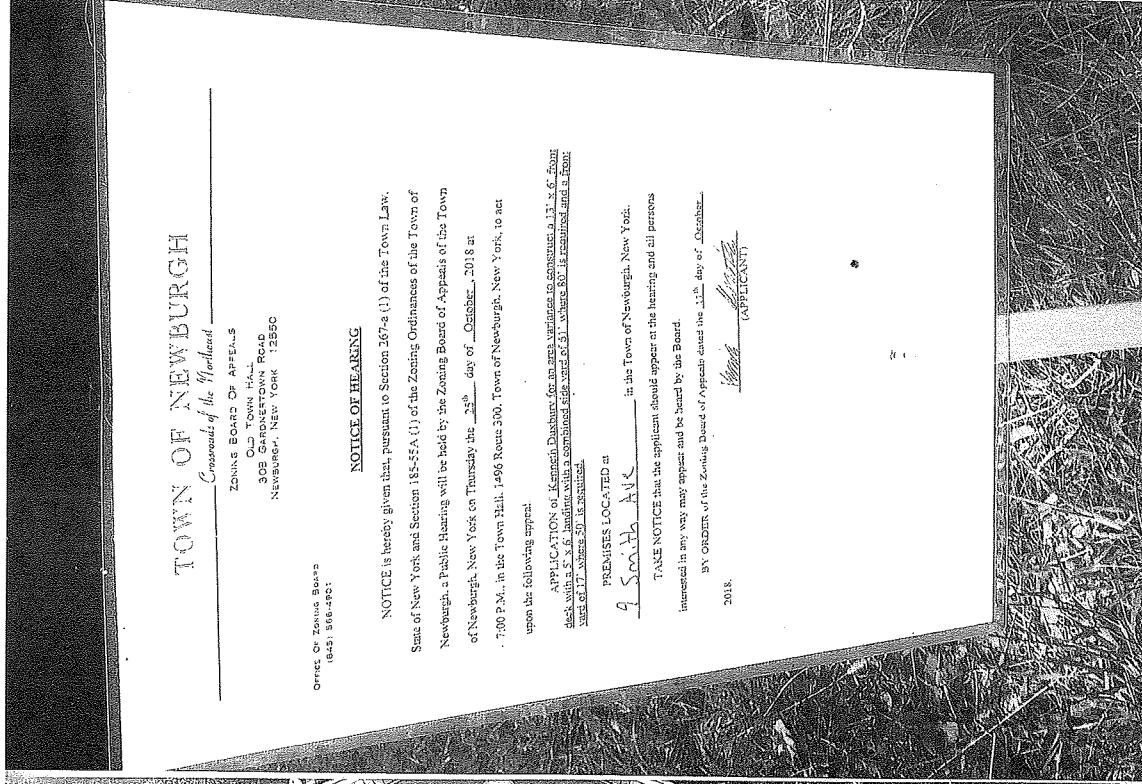 TOWN OF NEWBURGH
Crossroads of the Northeast
ZONING BOARD OF APPEALS
OLD TOWN HALL
308 GARDNERTOWN ROAD
NEWBURGH, NEW YORK 12550
OFFICE OF ZONING BOARD
(845) 566-4901
NOTICE OF HEARING
NOTICE is hereby given that, pursuant to Section 267-a (1) of the Town Law,
State of New York and Section 185-55A (1) of the Zoning Ordinances of the Town of
Newburgh, a Public Hearing will be held by the Zoning Board of Appeals of the Town
of Newburgh, New York on Thursday the 25th day of October, 2018 at
7:00 P.M., in the Town Hall, 1496 Route 300, Town of Newburgh, New York, to act
upon the following appeal:
APPLICATION of Kenneth Duxbury for an area variance to construct a 13' x 6' front
deck with a 5' x 6' landing with a combined side yard of 51' where 80' is required and a front
yard of 17' where 50' is required.
PREMISES LOCATED at
9 Smith Ave in the Town of Newburgh, New York.
TAKE NOTICE that the applicant should appear at the hearing and all persons
interested in any way may appear and be heard by the Board.
BY ORDER of the Zoning Board of Appeals dated the 11th day of October,
2018.
(APPLICANT)